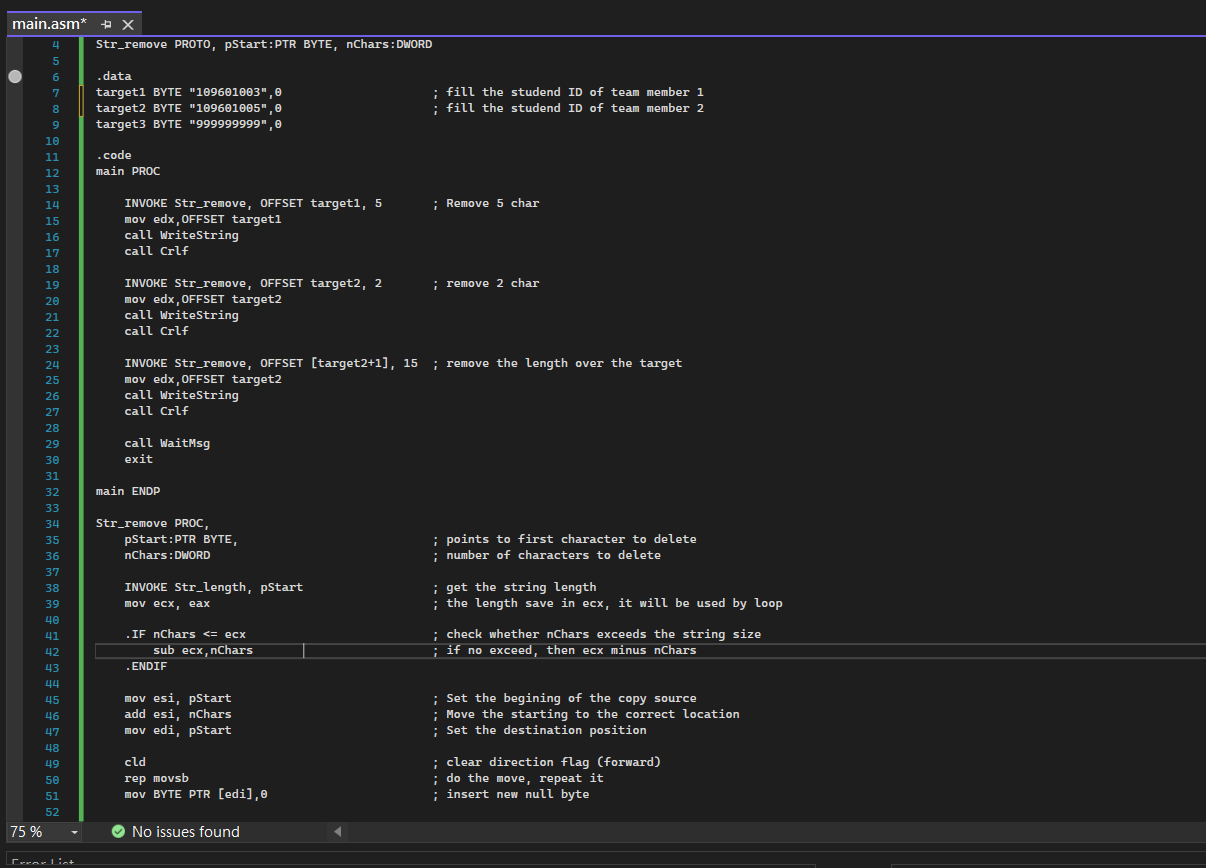 main.asm*
4 Str_remove PROTO, pStart:PTR BYTE, nChars:DWORD
5
6 .data
7 target1 BYTE "109601003",0 ; fill the studend ID of team member 1
8 target2 BYTE "109601005",0 ; fill the studend ID of team member 2
9 target3 BYTE "999999999",0
10
11 .code
12 main PROC
13
14 INVOKE Str_remove, OFFSET target1, 5 ; Remove 5 char
15 mov edx,OFFSET target1
16 call WriteString
17 call Crlf
18
19 INVOKE Str_remove, OFFSET target2, 2 ; remove 2 char
20 mov edx,OFFSET target2
21 call WriteString
22 call Crlf
23
24 INVOKE Str_remove, OFFSET [target2+1], 15 ; remove the length over the target
25 mov edx,OFFSET target2
26 call WriteString
27 call Crlf
28
29 call WaitMsg
30 exit
31
32 main ENDP
33
34 Str_remove PROC,
35 pStart:PTR BYTE, ; points to first character to delete
36 nChars:DWORD ; number of characters to delete
37
38 INVOKE Str_length, pStart ; get the string length
39 mov ecx, eax ; the length save in ecx, it will be used by loop
40
41 .IF nChars <= ecx ; check whether nChars exceeds the string size
42 sub ecx,nChars ; if no exceed, then ecx minus nChars
43 .ENDIF
44
45 mov esi, pStart ; Set the begining of the copy source
46 add esi, nChars ; Move the starting to the correct location
47 mov edi, pStart ; Set the destination position
48
49 cld ; clear direction flag (forward)
50 rep movsb ; do the move, repeat it
51 mov BYTE PTR [edi],0 ; insert new null byte
52
75 % No issues found
Error List